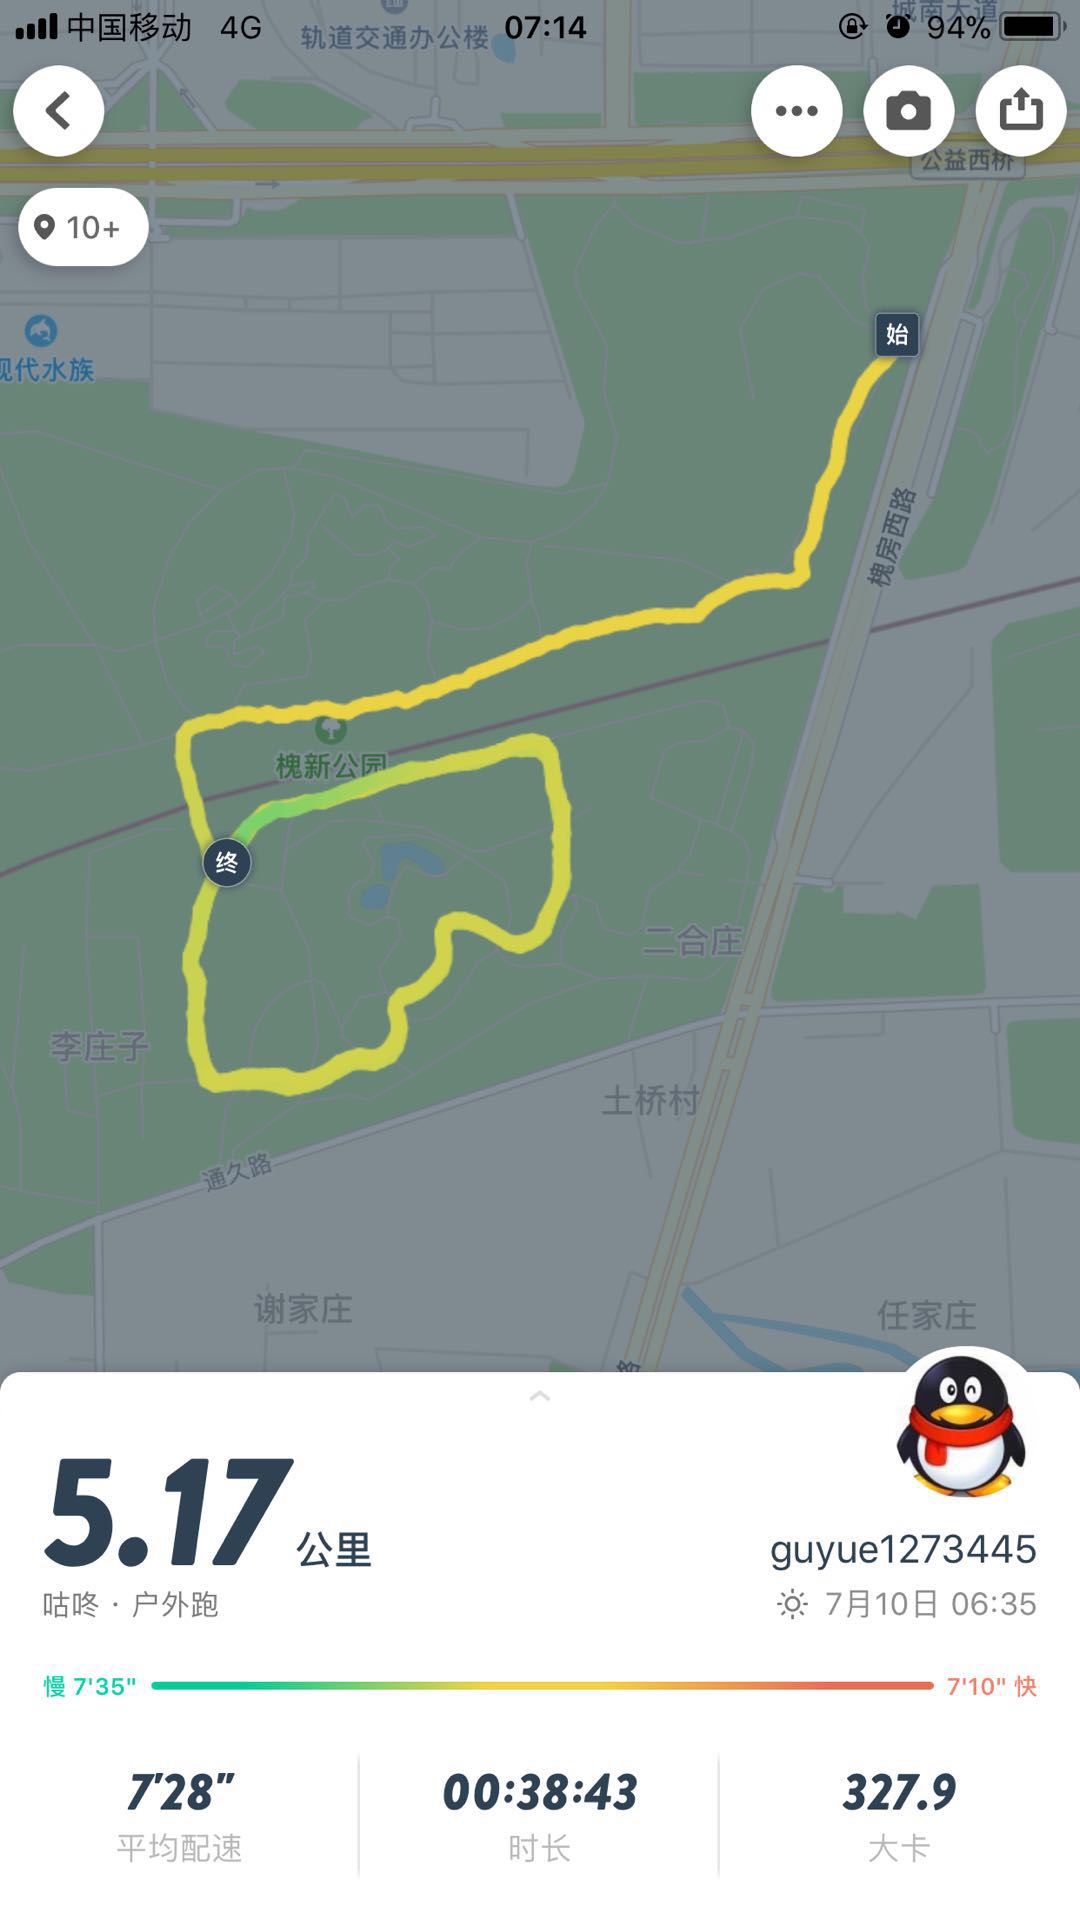 中国移动 4G 07:14 94%
城南大道
轨道交通办公楼
公益西桥
10+
始
现代水族
槐房西路
槐新公园
终
二合庄
李庄子
土桥村
通久路
谢家庄
任家庄
路
5.17 公里
guyue1273445
咕咚 · 户外跑
7月10日 06:35
慢 7'35"
7'10" 快
7'28" 00:38:43 327.9
平均配速 时长 大卡